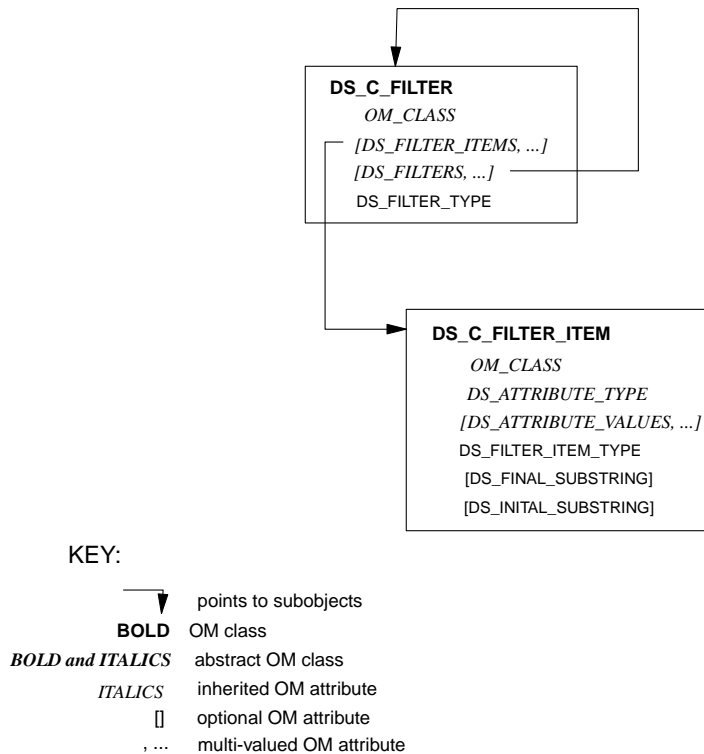 DS_C_FILTER
OM_CLASS
[DS_FILTER_ITEMS, ...]
[DS_FILTERS, ...]
DS_FILTER_TYPE
DS_C_FILTER_ITEM
OM_CLASS
DS_ATTRIBUTE_TYPE
[DS_ATTRIBUTE_VALUES, ...]
DS_FILTER_ITEM_TYPE
[DS_FINAL_SUBSTRING]
[DS_INITAL_SUBSTRING]
KEY:
points to subobjects
BOLD OM class
BOLD and ITALICS abstract OM class
ITALICS inherited OM attribute
[] optional OM attribute
, ... multi-valued OM attribute